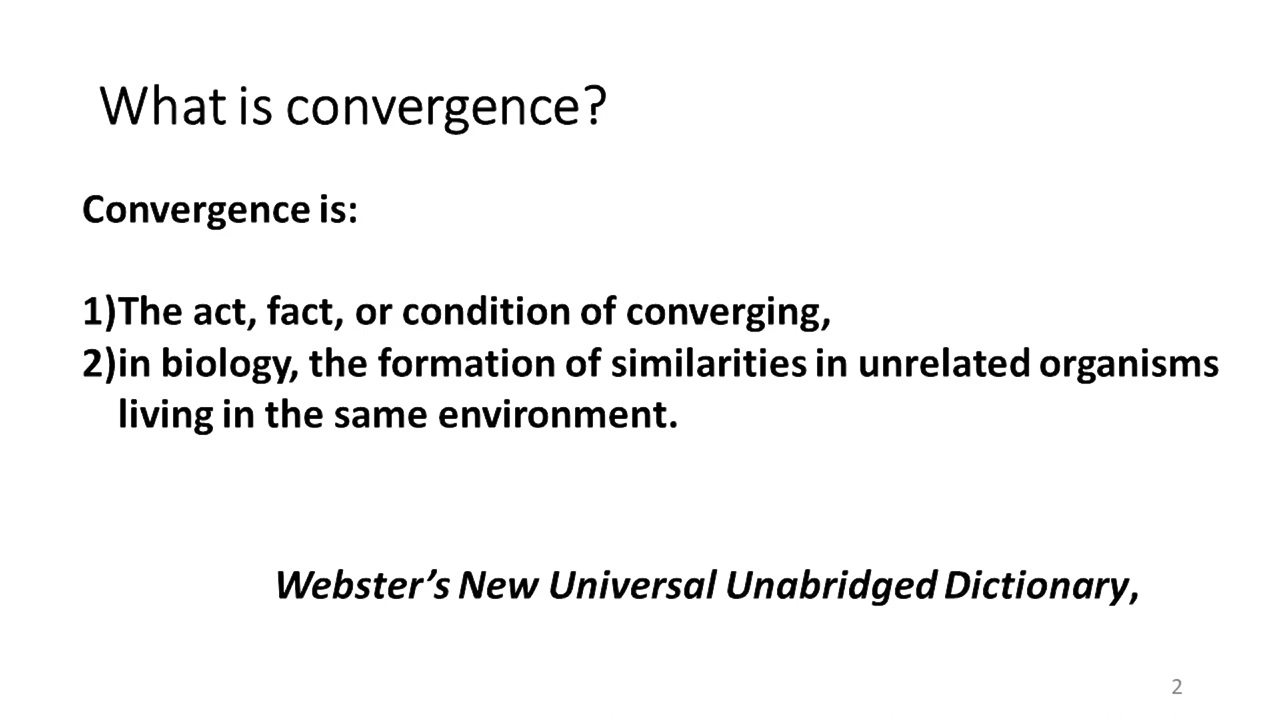 What is convergence?
Convergence is:
1)The act, fact, or condition of converging,
2)in biology, the formation of similarities in unrelated organisms
living in the same environment.
Webster’s New Universal Unabridged Dictionary,
2